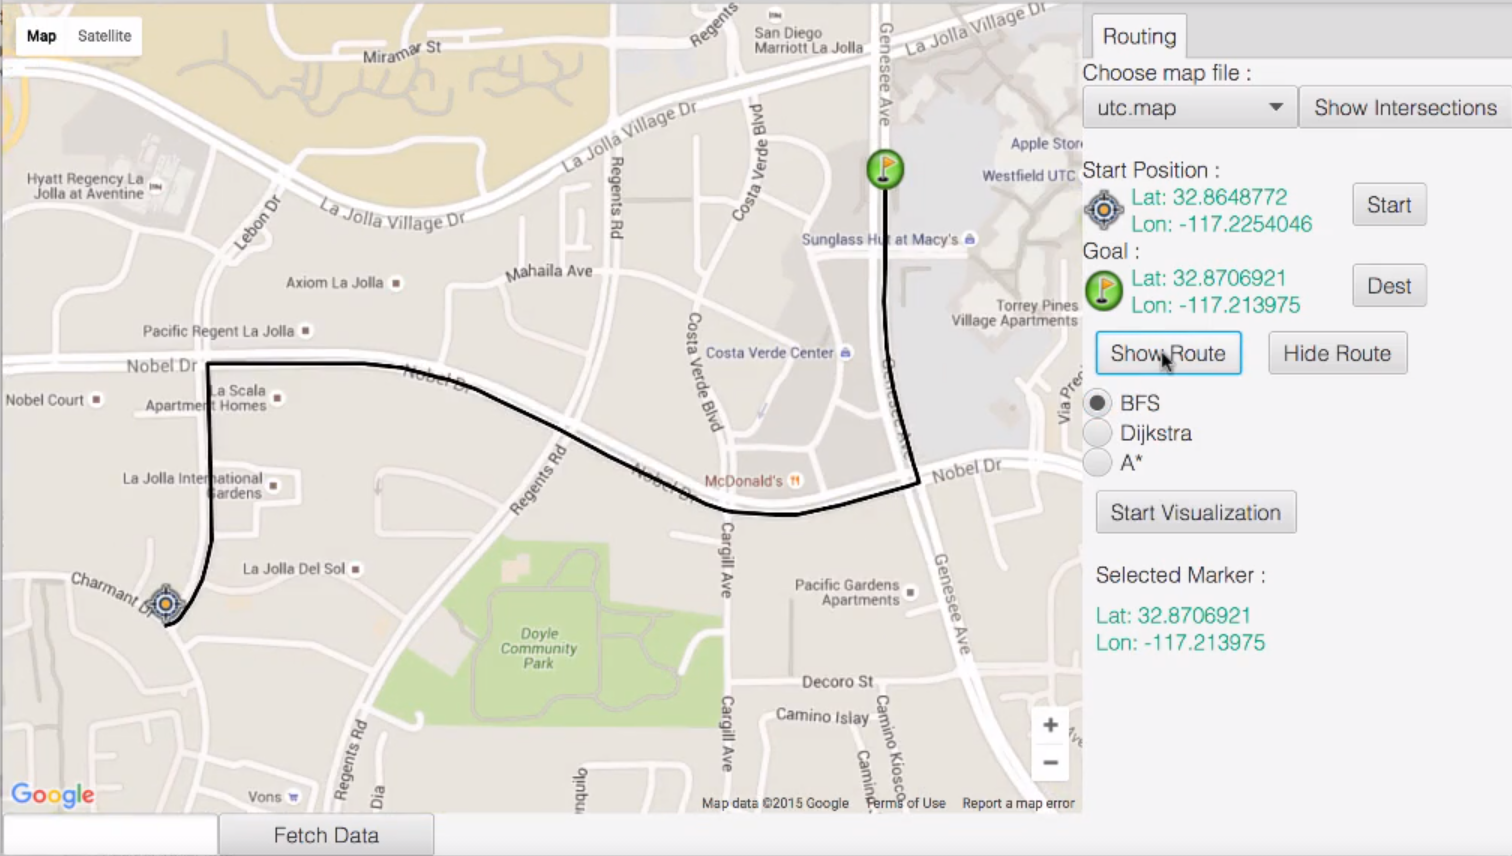 Map Satellite
Miramar St
Regents
San Diego
Marriott La Jolla
Genesee Ave
La Jolla Village Dr
La Jolla Village Dr
Costa Verde Blvd
Regents Rd
Apple Store
Westfield UTC
Hyatt Regency La
Jolla at Aventine
Lebon Dr
La Jolla Village Dr
Costa Verde Blvd
Sunglass Hut at Macy's
Axiom La Jolla
Mahaila Ave
Torrey Pines
Village Apartments
Pacific Regent La Jolla
Costa Verde Center
Nobel Dr
Nobel Dr
Genesee Ave
Via Prec
Nobel Court
La Scala
Apartment Homes
La Jolla International
Gardens
Regents Rd
Nobel Dr
McDonald's
Nobel Dr
Cargill Ave
Charmant Dr
La Jolla Del Sol
Pacific Gardens
Apartments
Genesee Ave
Doyle
Community
Park
Decoro St
Camino Islay
Camino Kiosco
Cargill Ave
Regents Rd
Dia
Camino
Vons
Google
Map data ©2015 Google Terms of Use Report a map error
Fetch Data
Routing
Choose map file :
utc.map Show Intersections
Start Position :
Lat: 32.8648772
Lon: -117.2254046
Start
Goal :
Lat: 32.8706921
Lon: -117.213975
Dest
Show Route Hide Route
BFS
Dijkstra
A*
Start Visualization
Selected Marker :
Lat: 32.8706921
Lon: -117.213975